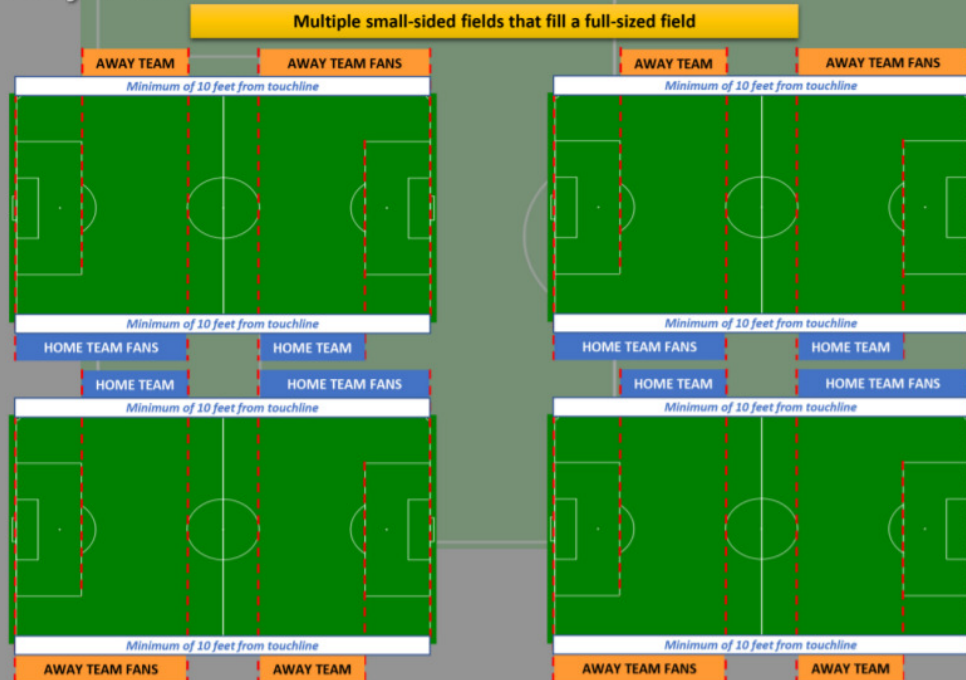 Multiple small-sided fields that fill a full-sized field
AWAY TEAM AWAY TEAM FANS AWAY TEAM AWAY TEAM FANS
Minimum of 10 feet from touchline Minimum of 10 feet from touchline
Minimum of 10 feet from touchline Minimum of 10 feet from touchline
HOME TEAM FANS HOME TEAM HOME TEAM FANS HOME TEAM
HOME TEAM HOME TEAM FANS HOME TEAM HOME TEAM FANS
Minimum of 10 feet from touchline Minimum of 10 feet from touchline
Minimum of 10 feet from touchline Minimum of 10 feet from touchline
AWAY TEAM FANS AWAY TEAM AWAY TEAM FANS AWAY TEAM